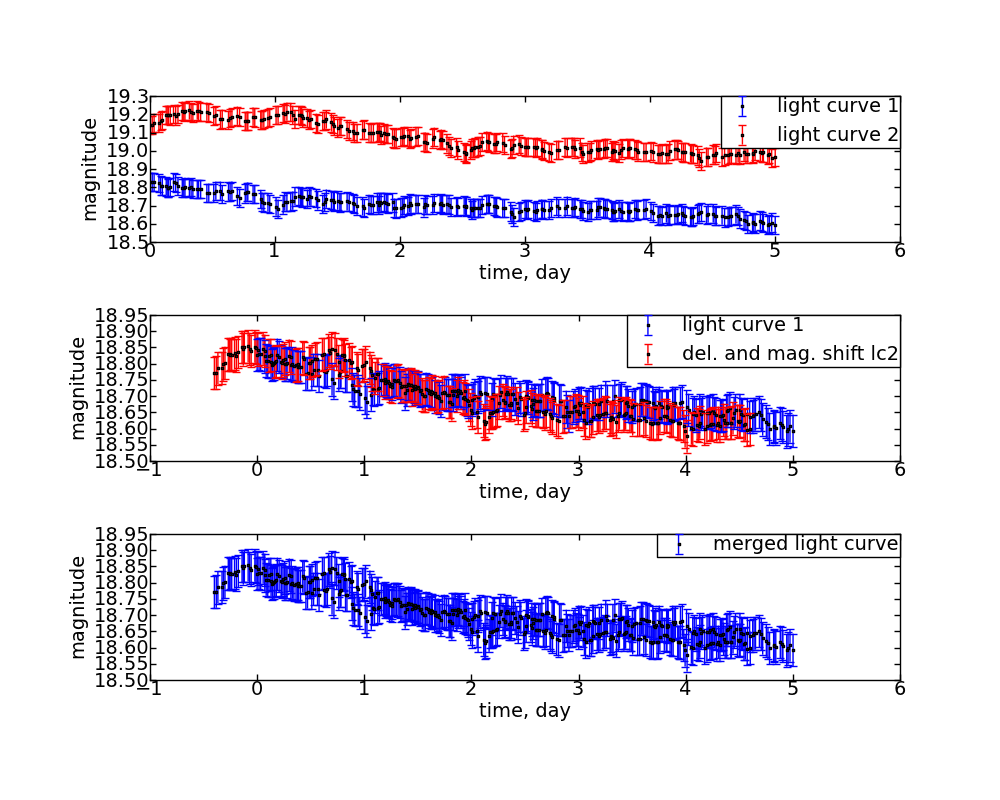 19.3
19.2
19.1
19.0
18.9
18.8
18.7
18.6
18.5
magnitude
light curve 1
light curve 2
0 1 2 3 4 5 6
time, day
18.95
18.90
18.85
18.80
18.75
18.70
18.65
18.60
18.55
18.50
magnitude
light curve 1
del. and mag. shift lc2
−1 0 1 2 3 4 5 6
time, day
18.95
18.90
18.85
18.80
18.75
18.70
18.65
18.60
18.55
18.50
magnitude
merged light curve
−1 0 1 2 3 4 5 6
time, day